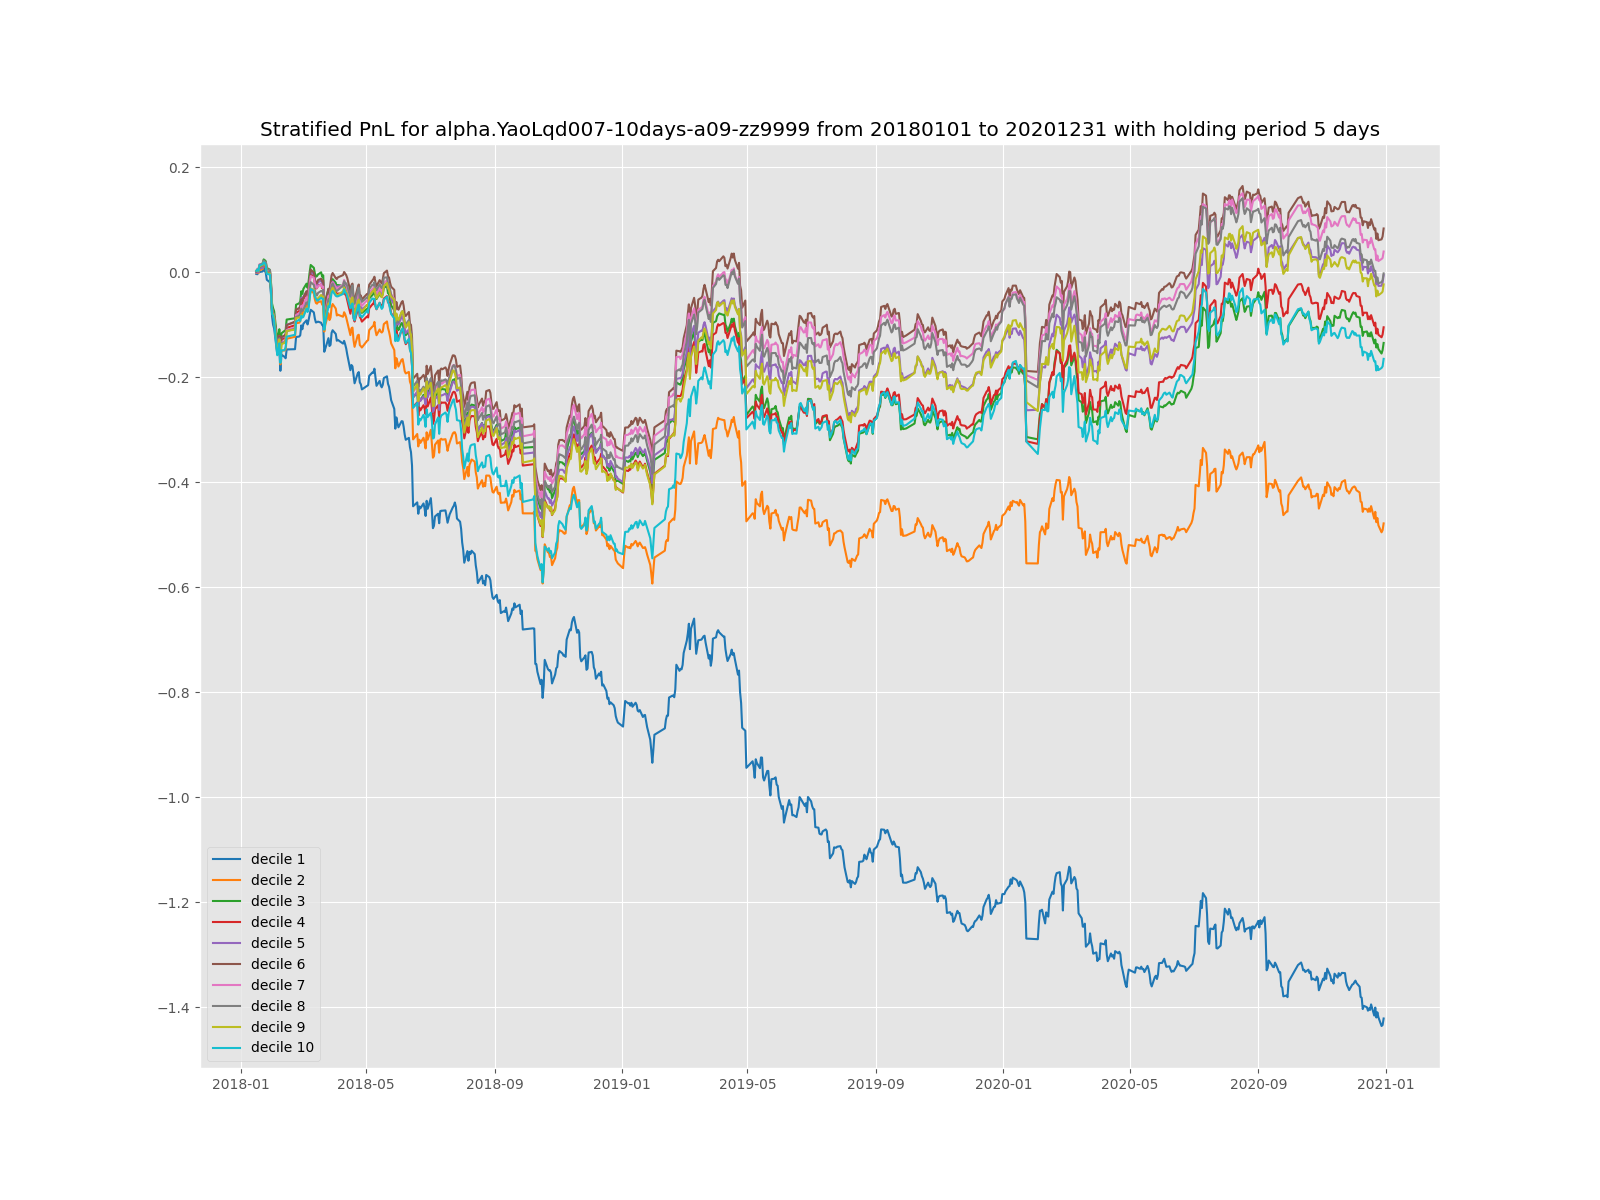 Stratified PnL for alpha.YaoLqd007-10days-a09-zz9999 from 20180101 to 20201231 with holding period 5 days
0.2
0.0
−0.2
−0.4
−0.6
−0.8
−1.0
−1.2
−1.4
decile 1
decile 2
decile 3
decile 4
decile 5
decile 6
decile 7
decile 8
decile 9
decile 10
2018-01 2018-05 2018-09 2019-01 2019-05 2019-09 2020-01 2020-05 2020-09 2021-01